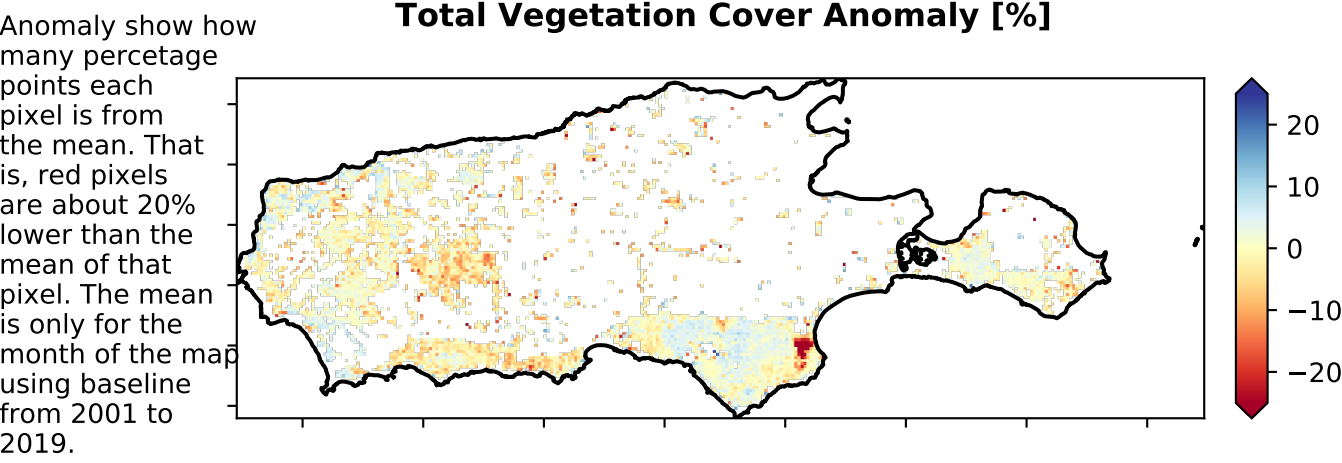 Total Vegetation Cover Anomaly [%]
Anomaly show how
many percetage
points each
pixel is from
the mean. That
is, red pixels
are about 20%
lower than the
mean of that
pixel. The mean
is only for the
month of the map
using baseline
from 2001 to
2019.
20
10
0
−10
−20